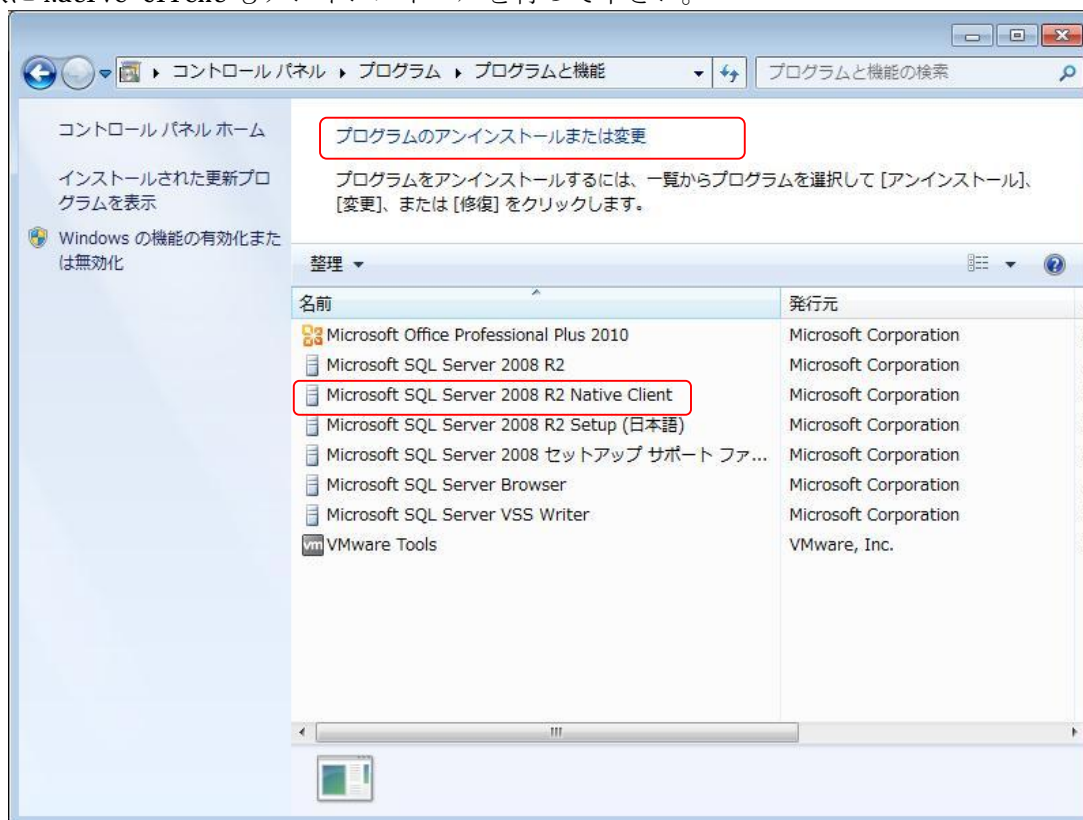 コントロール パネル ▸ プログラム ▸ プログラムと機能
プログラムと機能の検索
コントロール パネル ホーム
インストールされた更新プロ
グラムを表示
Windows の機能の有効化また
は無効化
プログラムのアンインストールまたは変更
プログラムをアンインストールするには、一覧からプログラムを選択して [アンインストール]、
[変更]、または [修復] をクリックします。
整理
名前 発行元
Microsoft Office Professional Plus 2010 Microsoft Corporation
Microsoft SQL Server 2008 R2 Microsoft Corporation
Microsoft SQL Server 2008 R2 Native Client Microsoft Corporation
Microsoft SQL Server 2008 R2 Setup (日本語) Microsoft Corporation
Microsoft SQL Server 2008 セットアップ サポート ファ... Microsoft Corporation
Microsoft SQL Server Browser Microsoft Corporation
Microsoft SQL Server VSS Writer Microsoft Corporation
vm VMware Tools VMware, Inc.